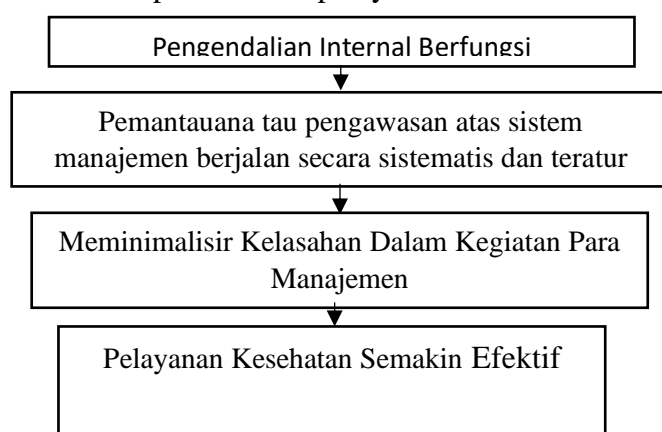 Pengendalian Internal Berfungsi
Pemantauana tau pengawasan atas sistem
manajemen berjalan secara sistematis dan teratur
Meminimalisir Kelasahan Dalam Kegiatan Para
Manajemen
Pelayanan Kesehatan Semakin Efektif